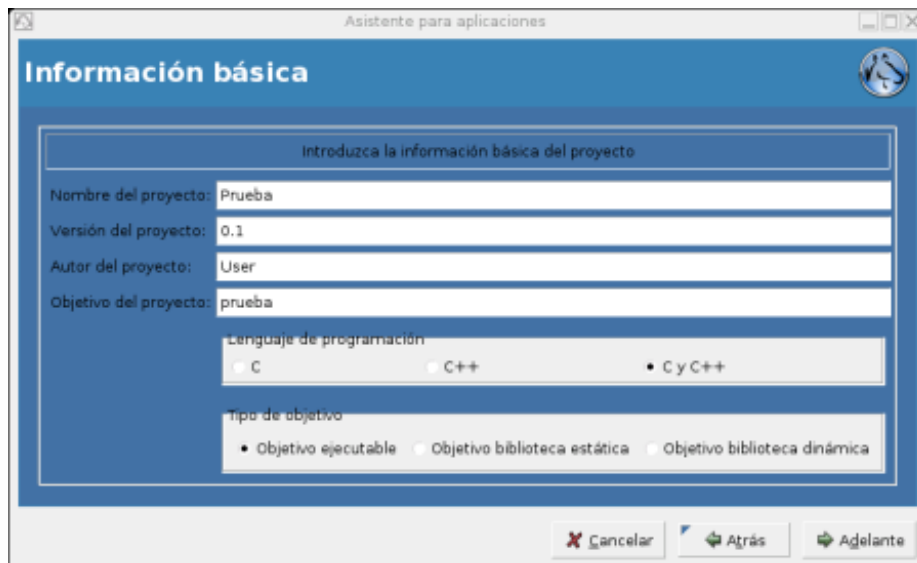 Asistente para aplicaciones
Información básica
Introduzca la información básica del proyecto
Nombre del proyecto: Prueba
Versión del proyecto: 0.1
Autor del proyecto: User
Objetivo del proyecto: prueba
Lenguaje de programación
C C++ C y C++
Tipo de objetivo
Objetivo ejecutable Objetivo biblioteca estática Objetivo biblioteca dinámica
Cancelar Atrás Adelante